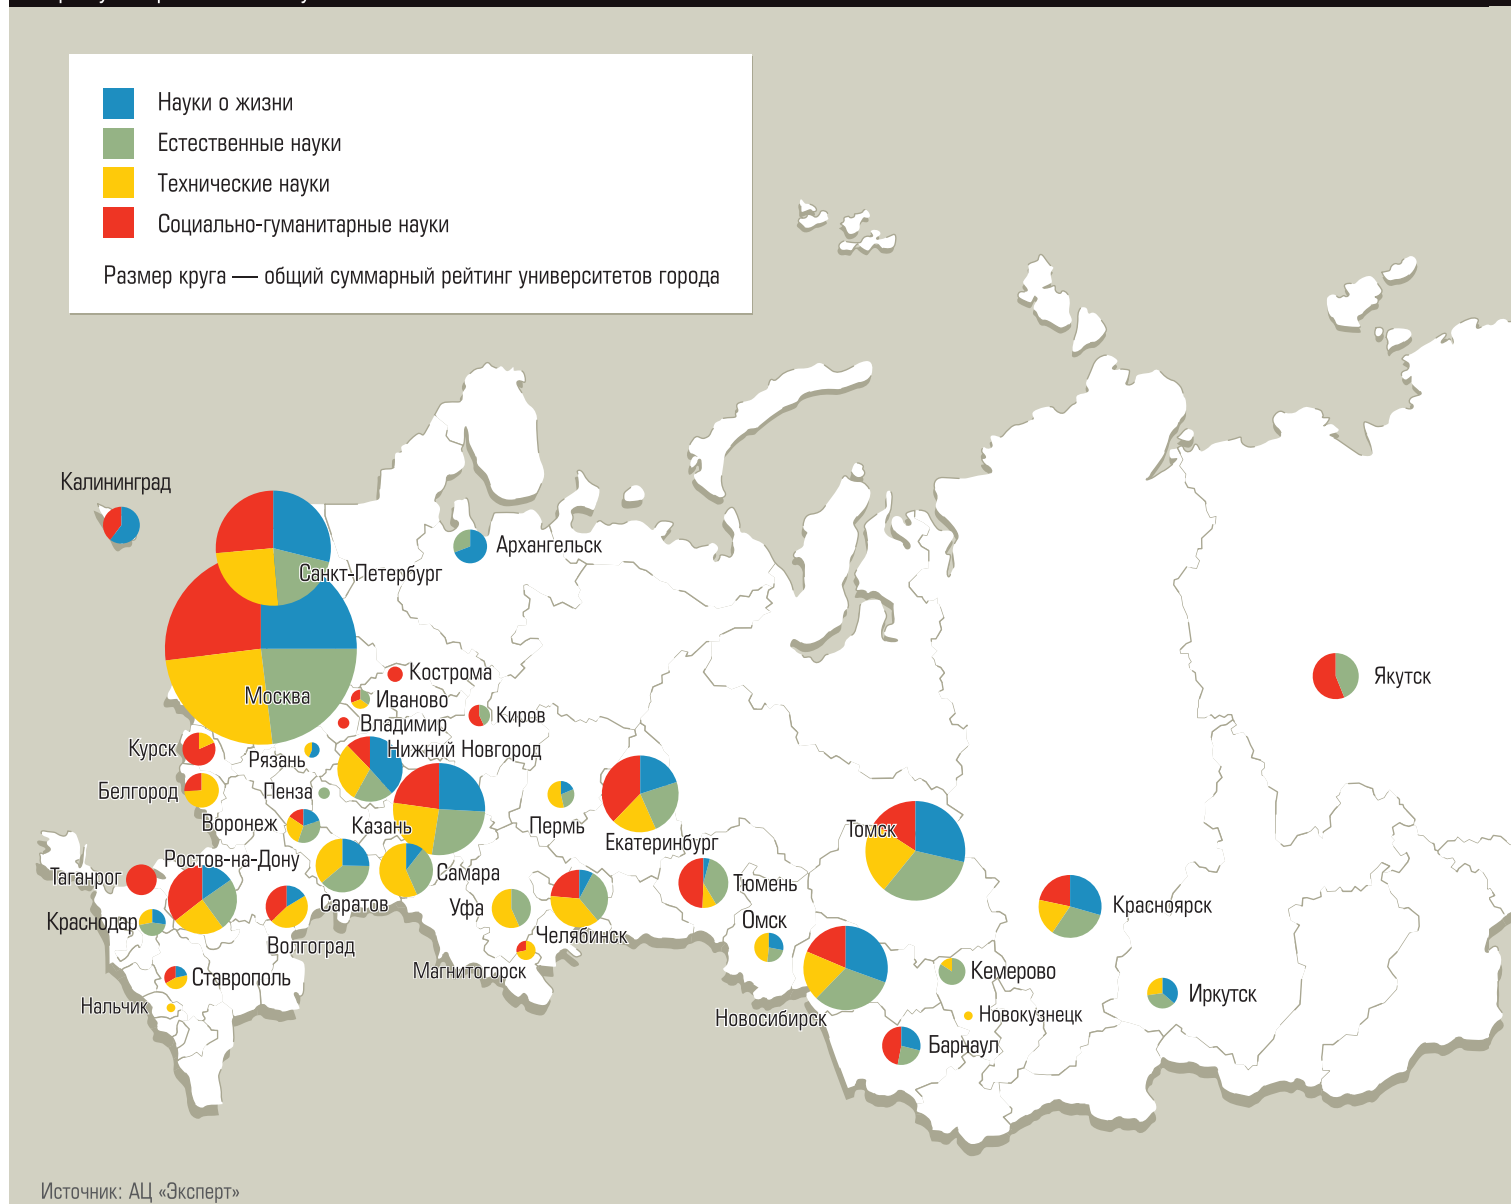 Науки о жизни
Естественные науки
Технические науки
Социально-гуманитарные науки
Размер круга — общий суммарный рейтинг университетов города
Калининград
Архангельск
Санкт-Петербург
Кострома
Якутск
Москва
Иваново
Киров
Владимир
Курск
Нижний Новгород
Рязань
Белгород
Пенза
Воронеж
Казань
Пермь
Томск
Екатеринбург
Ростов-на-Дону
Таганрог
Самара
Тюмень
Саратов
Уфа
Красноярск
Краснодар
Омск
Челябинск
Волгоград
Магнитогорск
Кемерово
Ставрополь
Иркутск
Нальчик
Новосибирск
Новокузнецк
Барнаул
Источник: АЦ «Эксперт»